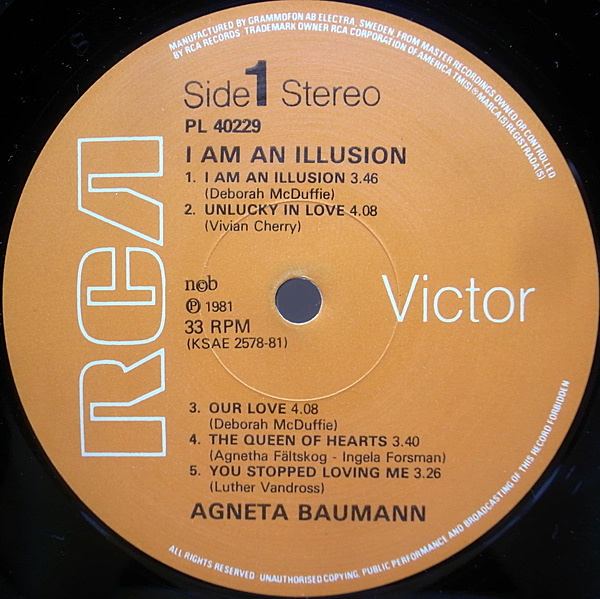 MANUFACTURED BY GRAMMOFON AB ELECTRA, SWEDEN, FROM MASTER RECORDINGS OWNED OR CONTROLLED
BY RCA RECORDS TRADEMARK OWNER RCA CORPORATION OF AMERICA TM(S)® MARCA(S) REGISTRADA(S)
Side 1 Stereo
PL 40229
I AM AN ILLUSION
1. I AM AN ILLUSION 3.46
(Deborah McDuffie)
2. UNLUCKY IN LOVE 4.08
(Vivian Cherry)
RCA
Victor
n©b
℗ 1981
33 RPM
(KSAE 2578-81)
3. OUR LOVE 4.08
(Deborah McDuffie)
4. THE QUEEN OF HEARTS 3.40
(Agnetha Fältskog - Ingela Forsman)
5. YOU STOPPED LOVING ME 3.26
(Luther Vandross)
AGNETA BAUMANN
ALL RIGHTS RESERVED UNAUTHORISED COPYING, PUBLIC PERFORMANCE AND BROADCASTING OF THIS RECORD FORBIDDEN